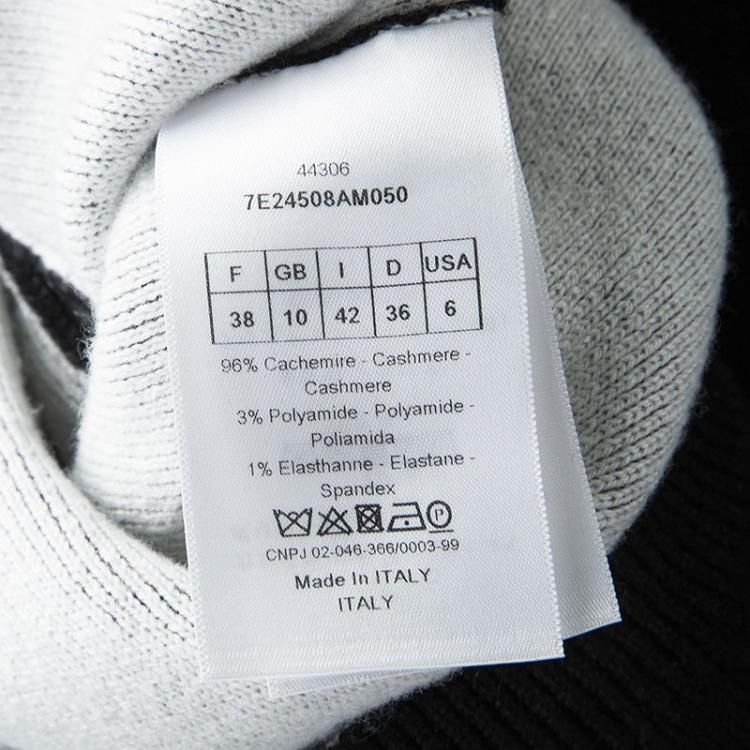 44306
7E24508AM050
F GB I D USA
38 10 42 36 6
96% Cachemire - Cashmere -
Cashmere
3% Polyamide - Polyamide -
Poliamida
1% Elasthanne - Elastane -
Spandex
P
CNPJ 02-046-366/0003-99
Made In ITALY
ITALY